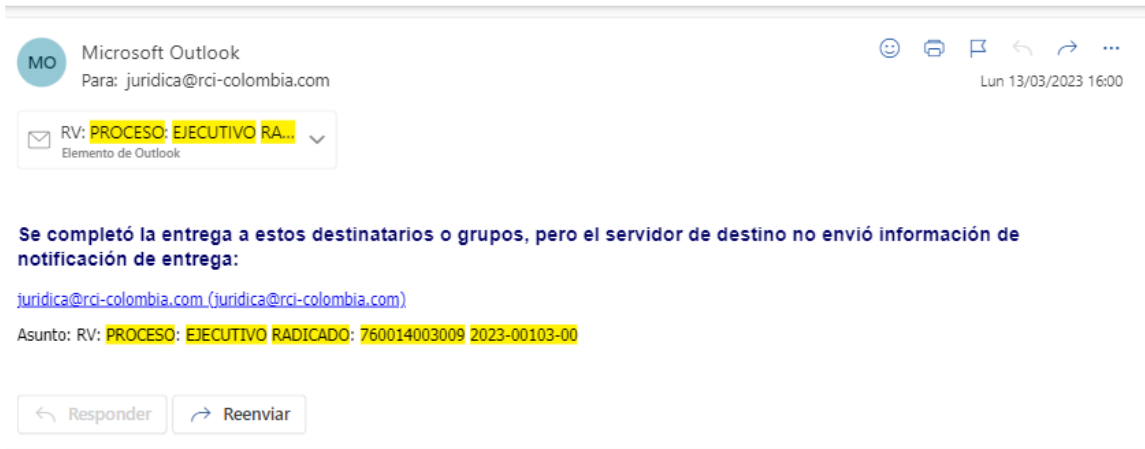 MO
Microsoft Outlook
Para: juridica@rci-colombia.com
Lun 13/03/2023 16:00
RV: PROCESO: EJECUTIVO RA...
Elemento de Outlook
Se completó la entrega a estos destinatarios o grupos, pero el servidor de destino no envió información de
notificación de entrega:
juridica@rci-colombia.com (juridica@rci-colombia.com)
Asunto: RV: PROCESO: EJECUTIVO RADICADO: 760014003009 2023-00103-00
Responder
Reenviar